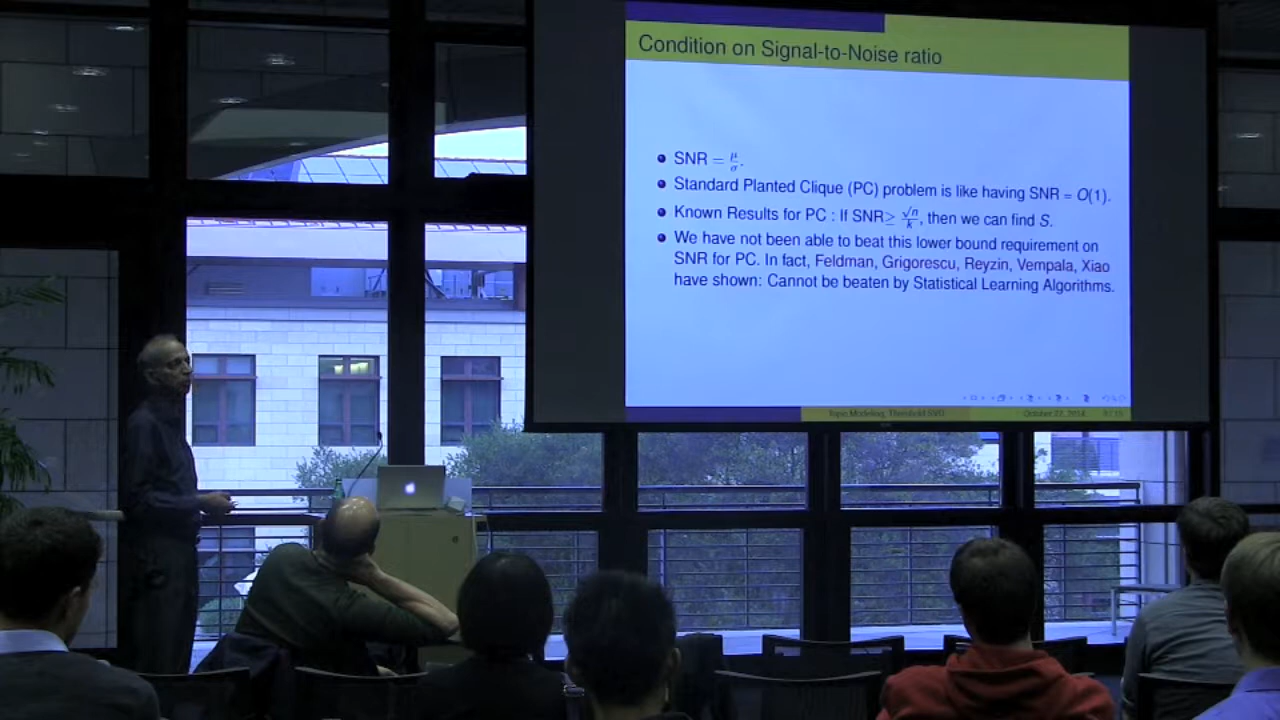 Condition on Signal-to-Noise ratio
SNR = μ/σ.
Standard Planted Clique (PC) problem is like having SNR = O(1).
Known Results for PC : If SNR≥ √n/k, then we can find S.
We have not been able to beat this lower bound requirement on
SNR for PC. In fact, Feldman, Grigorescu, Reyzin, Vempala, Xiao
have shown: Cannot be beaten by Statistical Learning Algorithms.
Topic Modeling, Threshold SVD
October 27, 2014